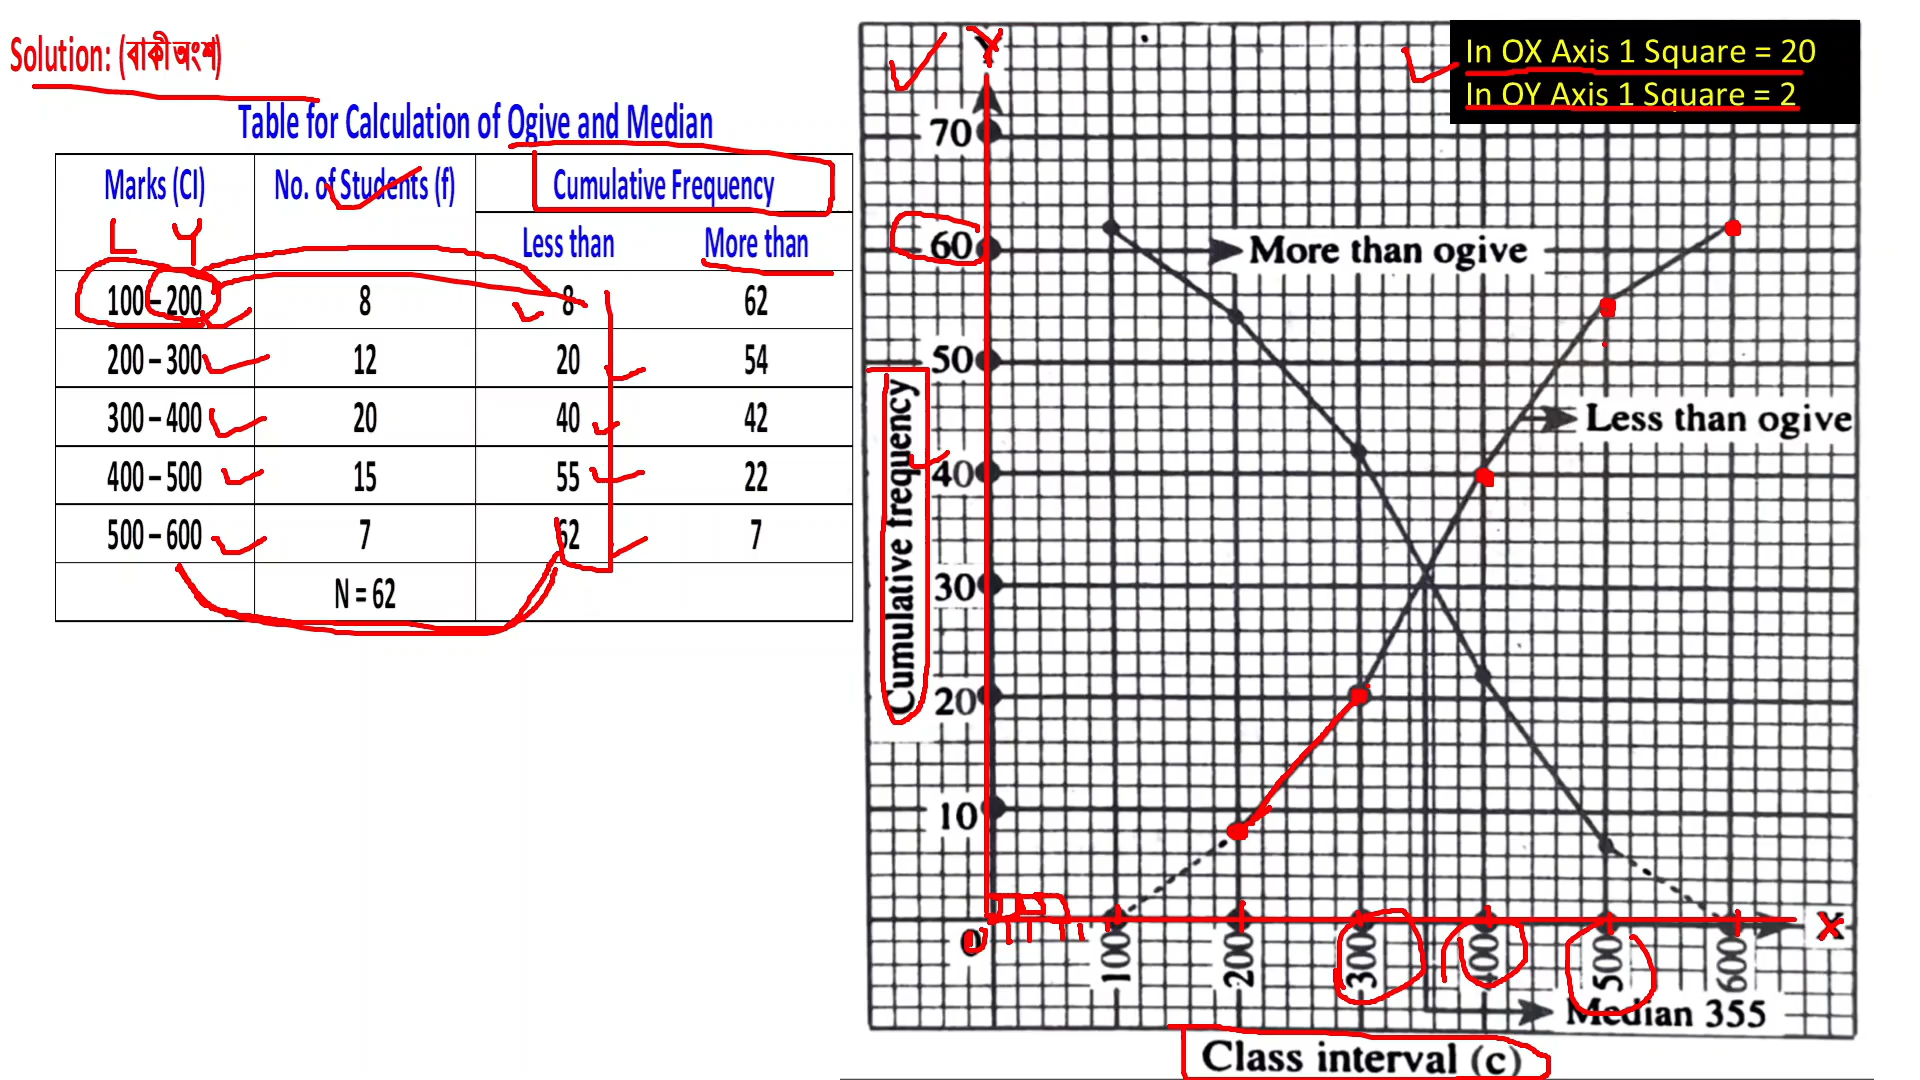 Solution: (বাকী অংশ)
Table for Calculation of Ogive and Median
Marks (CI) No. of Students (f) Cumulative Frequency
L Y
Less than More than
100 – 200 8 8 62
200 – 300 12 20 54
300 – 400 20 40 42
400 – 500 15 55 22
500 – 600 7 62 7
N = 62
In OX Axis 1 Square = 20
In OY Axis 1 Square = 2
Y
70
60
50
40
30
20
10
0
Cumulative frequency
More than ogive
Less than ogive
X
100 200 300 400 500 600
Median 355
Class interval (c)